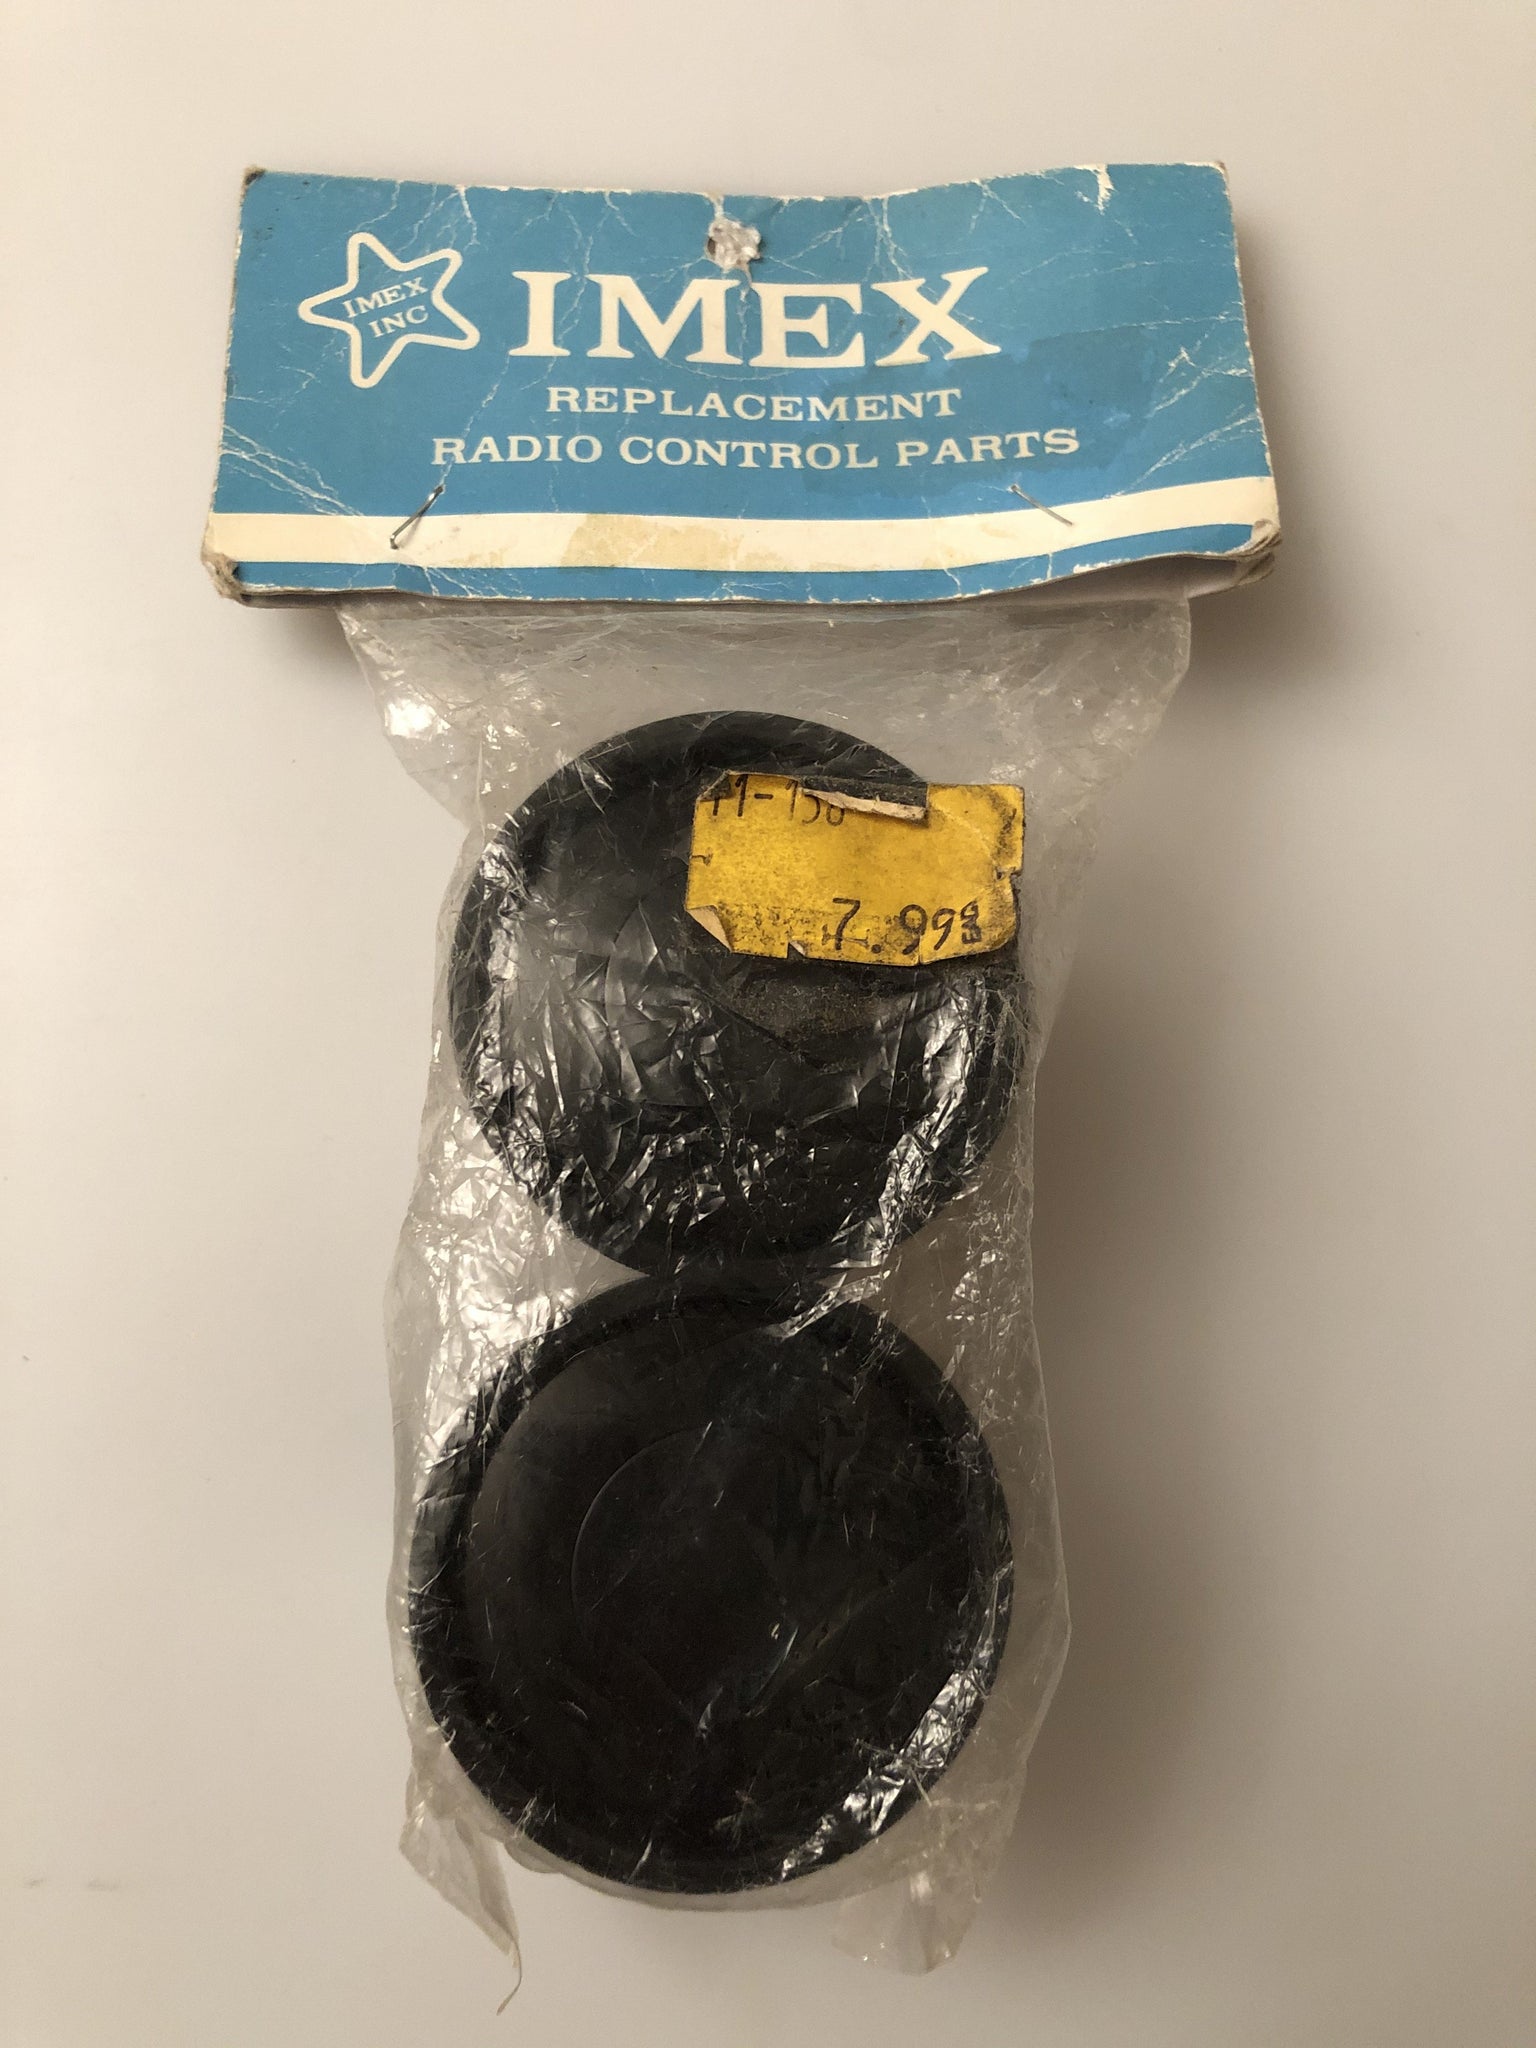 IMEX
INC
IMEX
REPLACEMENT
RADIO CONTROL PARTS
7.99